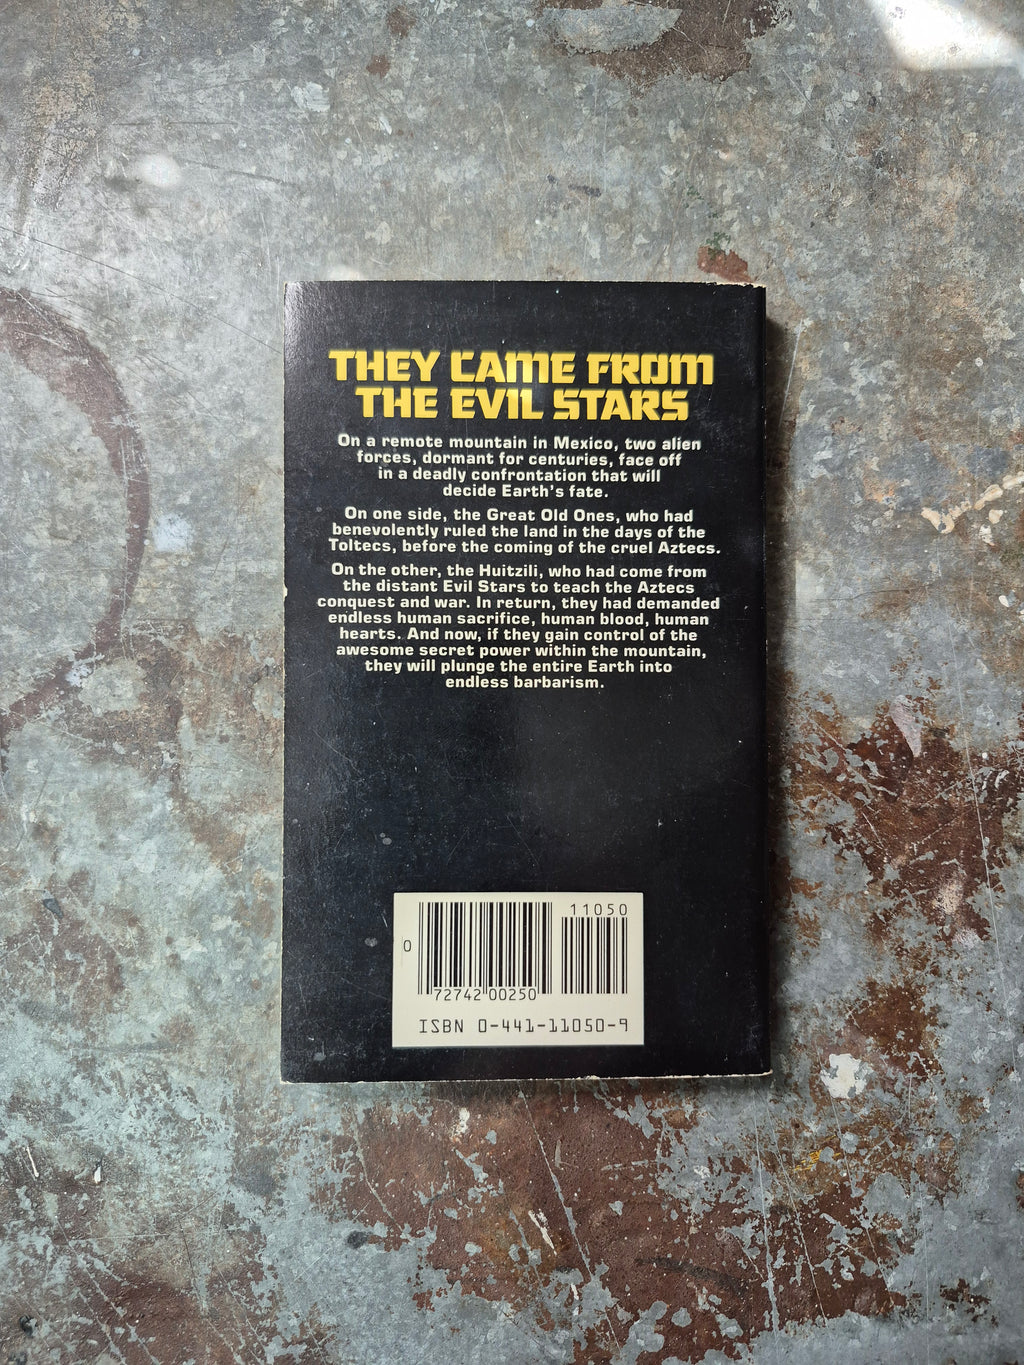 THEY CAME FROM
THE EVIL STARS
On a remote mountain in Mexico, two alien
forces, dormant for centuries, face off
in a deadly confrontation that will
decide Earth's fate.
On one side, the Great Old Ones, who had
benevolently ruled the land in the days of the
Toltecs, before the coming of the cruel Aztecs.
On the other, the Huitzili, who had come from
the distant Evil Stars to teach the Aztecs
conquest and war. In return, they had demanded
endless human sacrifice, human blood, human
hearts. And now, if they gain control of the
awesome secret power within the mountain,
they will plunge the entire Earth into
endless barbarism.
11050
0
72742 00250
ISBN 0-441-11050-9